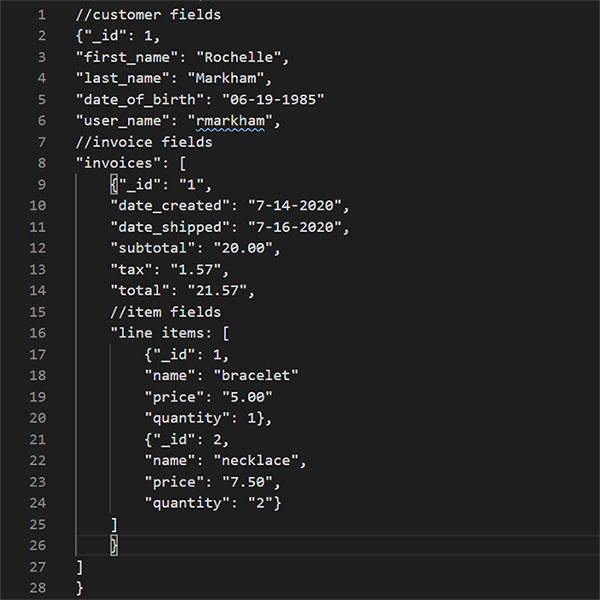 1 //customer fields
2 {"_id": 1,
3 "first_name": "Rochelle",
4 "last_name": "Markham",
5 "date_of_birth": "06-19-1985"
6 "user_name": "rmarkham",
7 //invoice fields
8 "invoices": [
9 {"_id": "1",
10 "date_created": "7-14-2020",
11 "date_shipped": "7-16-2020",
12 "subtotal": "20.00",
13 "tax": "1.57",
14 "total": "21.57",
15 //item fields
16 "line items: [
17 {"_id": 1,
18 "name": "bracelet"
19 "price": "5.00"
20 "quantity": 1},
21 {"_id": 2,
22 "name": "necklace",
23 "price": "7.50",
24 "quantity": "2"}
25 ]
26 }
27 ]
28 }